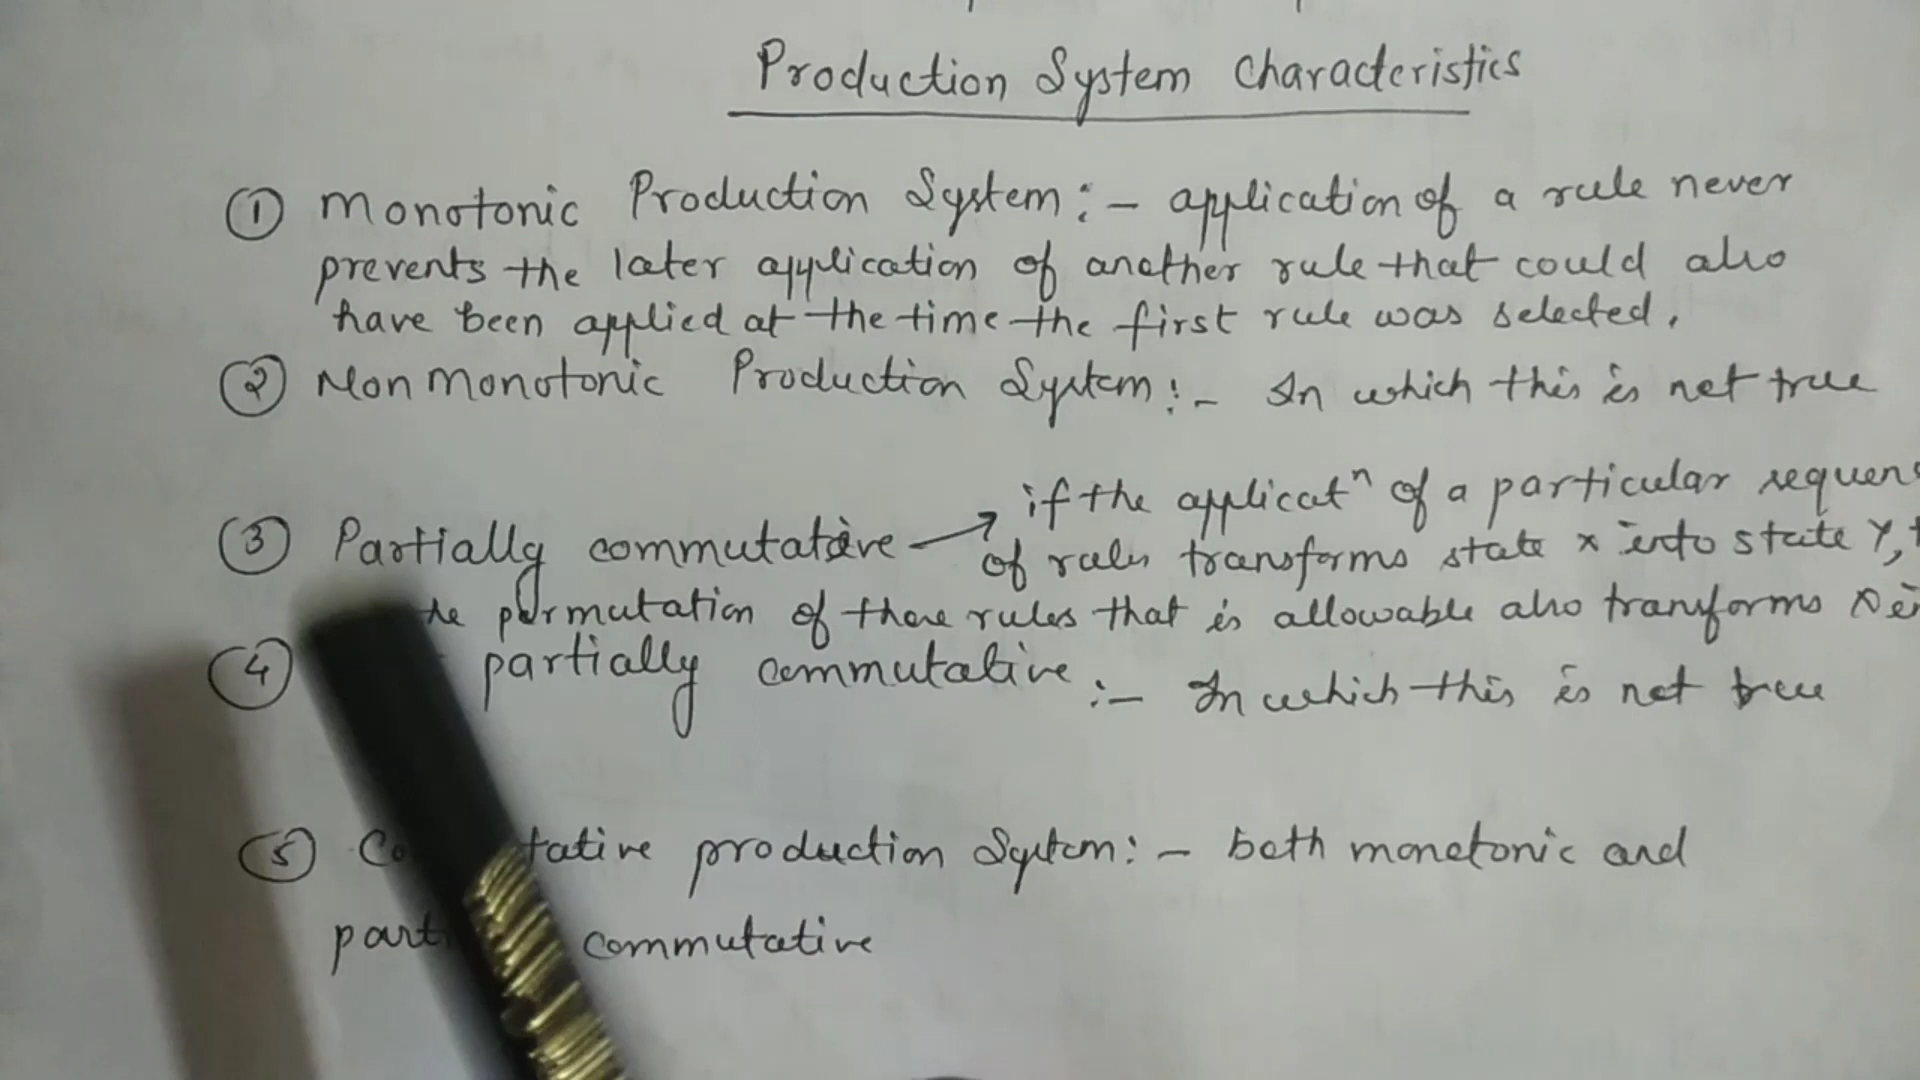 Production System Characteristics
① Monotonic Production System :- application of a rule never
prevents the later application of another rule that could also
have been applied at the time the first rule was selected.
② Non monotonic Production System :- In which this is not true
if the applicatⁿ of a particular sequen
③ Partially commutative → of rules transforms state x into state y,
permutation of those rules that is allowable also transforms x
④ partially commutative :- In which this is not true
⑤ production System :- both monotonic and
commutative